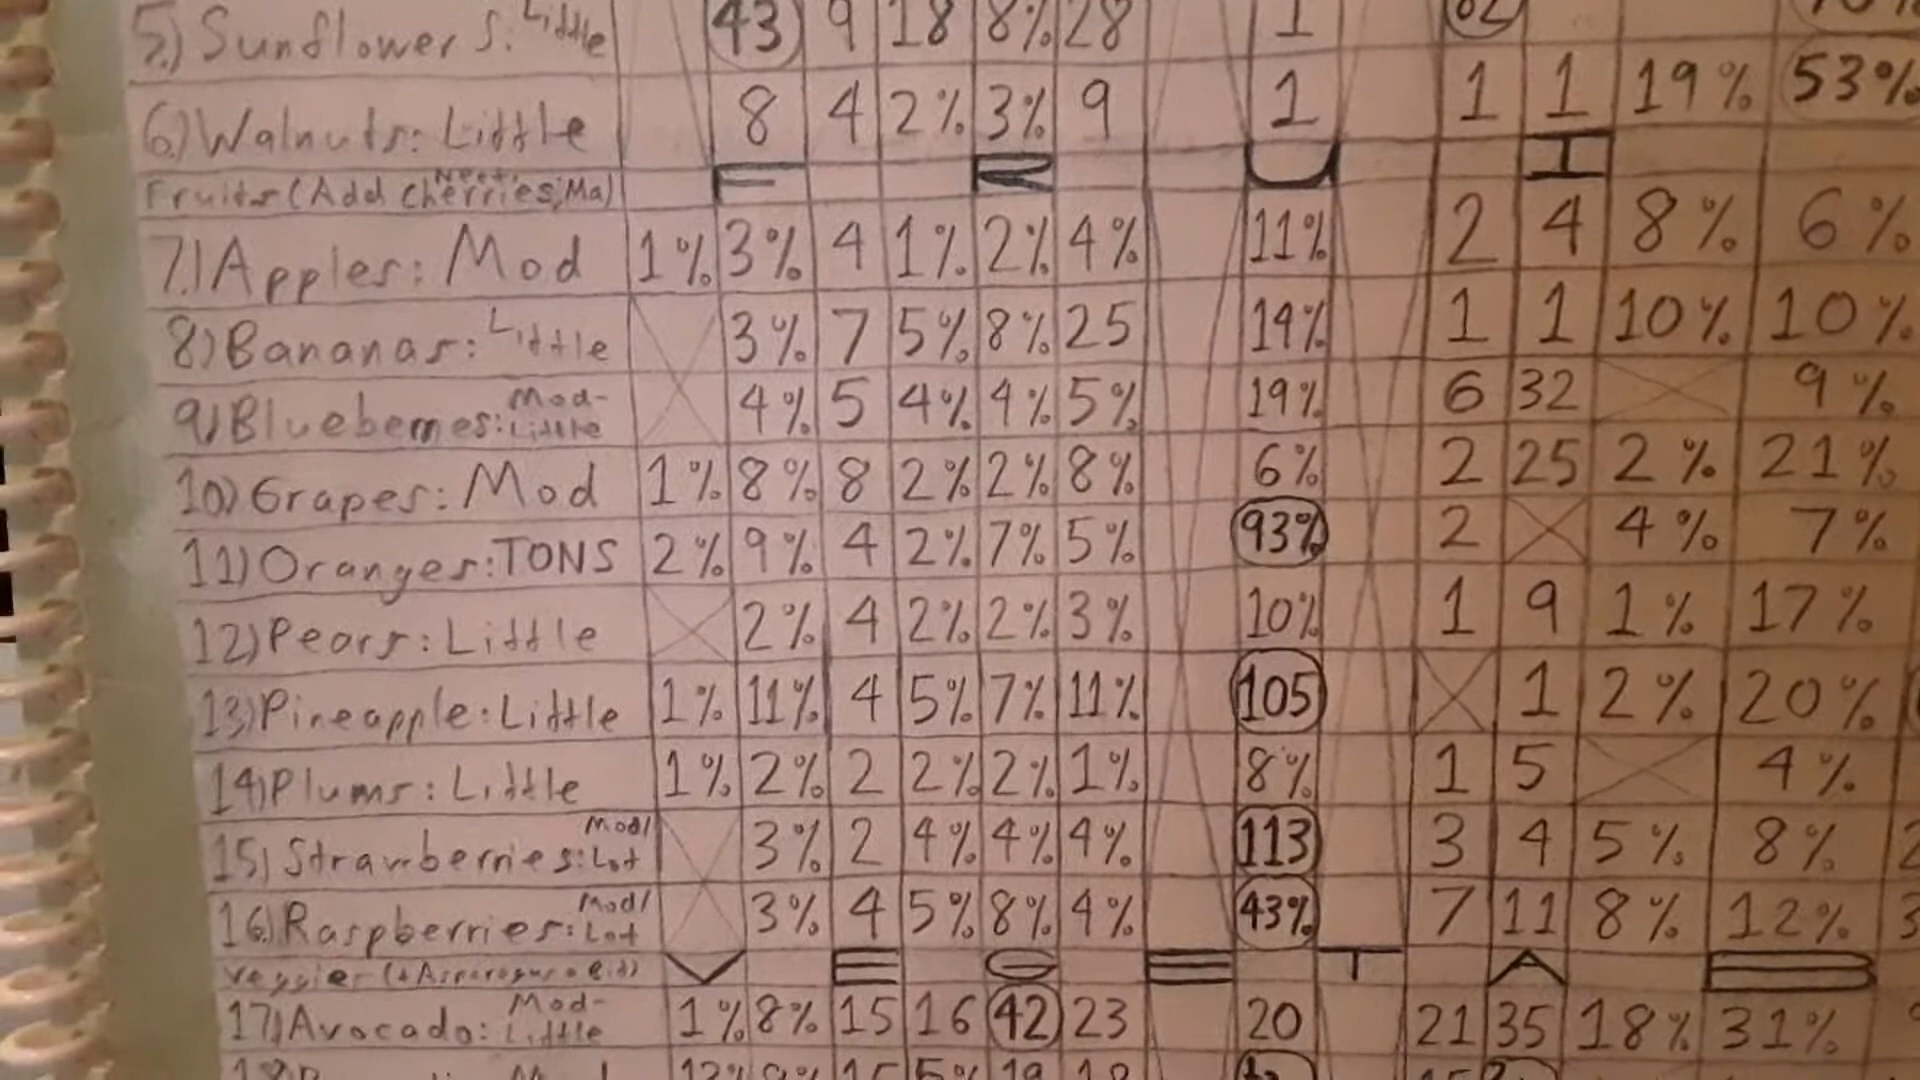 5.) Sunflower S: Little 43 9 18 8% 28 1 62
6.) Walnuts: Little 8 4 2% 3% 9 1 1 1 19% 53%
Fruits (Add Cherries; Ma) F R U I
7.) Apples: Mod 1% 3% 4 1% 2% 4% 11% 2 4 8% 6%
8.) Bananas: Little 3% 7 5% 8% 25 19% 1 1 10% 10%
9.) Blueberries: Mod-Little 4% 5 4% 4% 5% 19% 6 32 9%
10.) Grapes: Mod 1% 8% 8 2% 2% 8% 6% 2 25 2% 21%
11.) Oranges: TONS 2% 9% 4 2% 7% 5% 93% 2 4% 7%
12.) Pears: Little 2% 4 2% 2% 3% 10% 1 9 1% 17%
13.) Pineapple: Little 1% 11% 4 5% 7% 11% 105 1 2% 20%
14.) Plums: Little 1% 2% 2 2% 2% 1% 8% 1 5 4%
15.) Strawberries: Mod/Lot 3% 2 4% 4% 4% 113 3 4 5% 8% 2
16.) Raspberries: Mod/Lot 3% 4 5% 8% 4% 43% 7 11 8% 12% 3
Veggies (+Asparagus V E G E T A B
17.) Avocado: Mod-Little 1% 8% 15 16 42 23 20 21 35 18% 31%